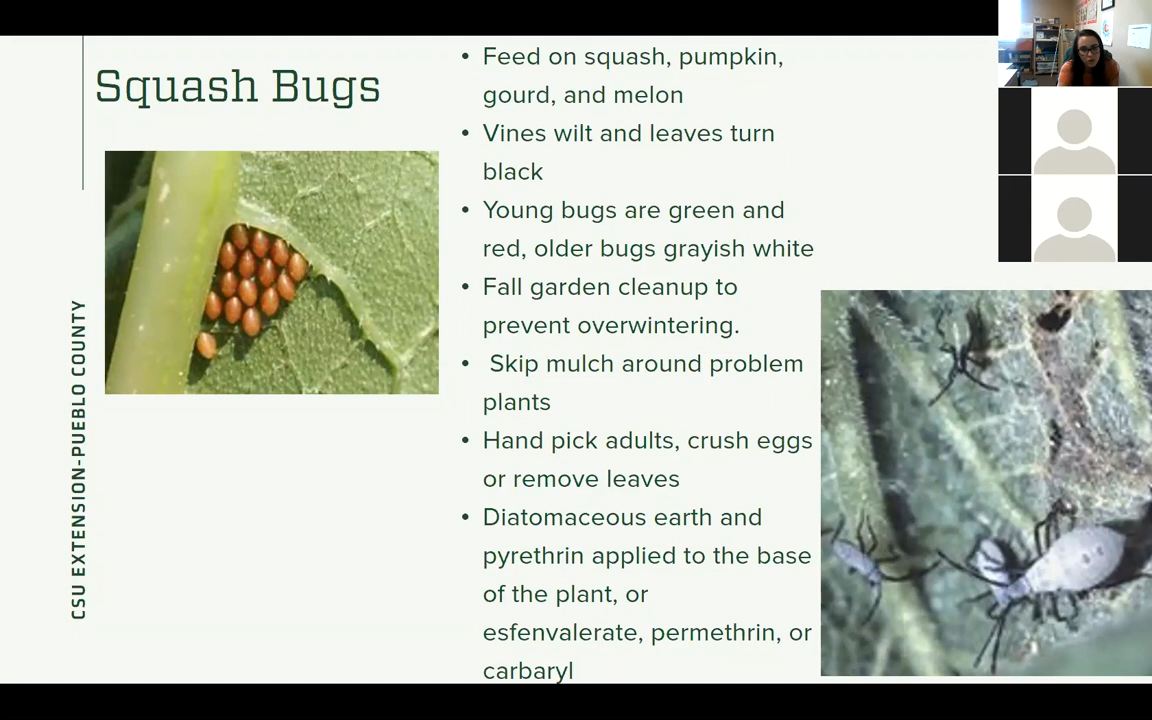 Squash Bugs
CSU EXTENSION-PUEBLO COUNTY
• Feed on squash, pumpkin,
gourd, and melon
• Vines wilt and leaves turn
black
• Young bugs are green and
red, older bugs grayish white
• Fall garden cleanup to
prevent overwintering.
• Skip mulch around problem
plants
• Hand pick adults, crush eggs
or remove leaves
• Diatomaceous earth and
pyrethrin applied to the base
of the plant, or
esfenvalerate, permethrin, or
carbaryl